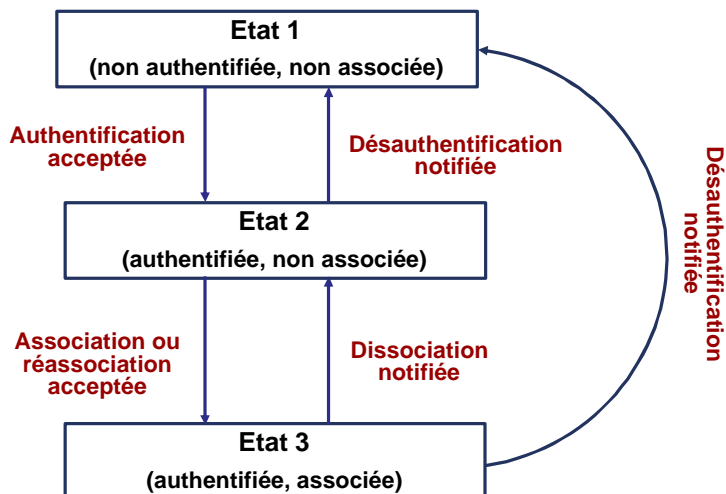 Etat 1
(non authentifiée, non associée)
Authentification
acceptée
Désauthentification
notifiée
Désauthentification
notifiée
Etat 2
(authentifiée, non associée)
Association ou
réassociation
acceptée
Dissociation
notifiée
Etat 3
(authentifiée, associée)